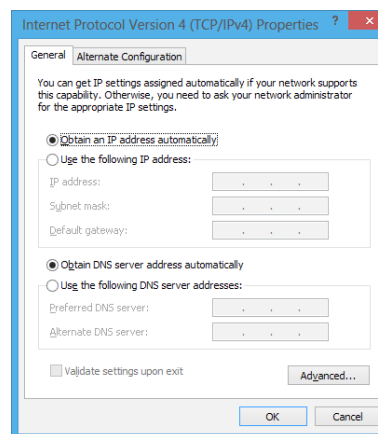 Internet Protocol Version 4 (TCP/IPv4) Properties ? x
General Alternate Configuration
You can get IP settings assigned automatically if your network supports
this capability. Otherwise, you need to ask your network administrator
for the appropriate IP settings.
Obtain an IP address automatically
Use the following IP address:
IP address: . . .
Subnet mask: . . .
Default gateway: . . .
Obtain DNS server address automatically
Use the following DNS server addresses:
Preferred DNS server: . . .
Alternate DNS server: . . .
Validate settings upon exit
Advanced...
OK Cancel